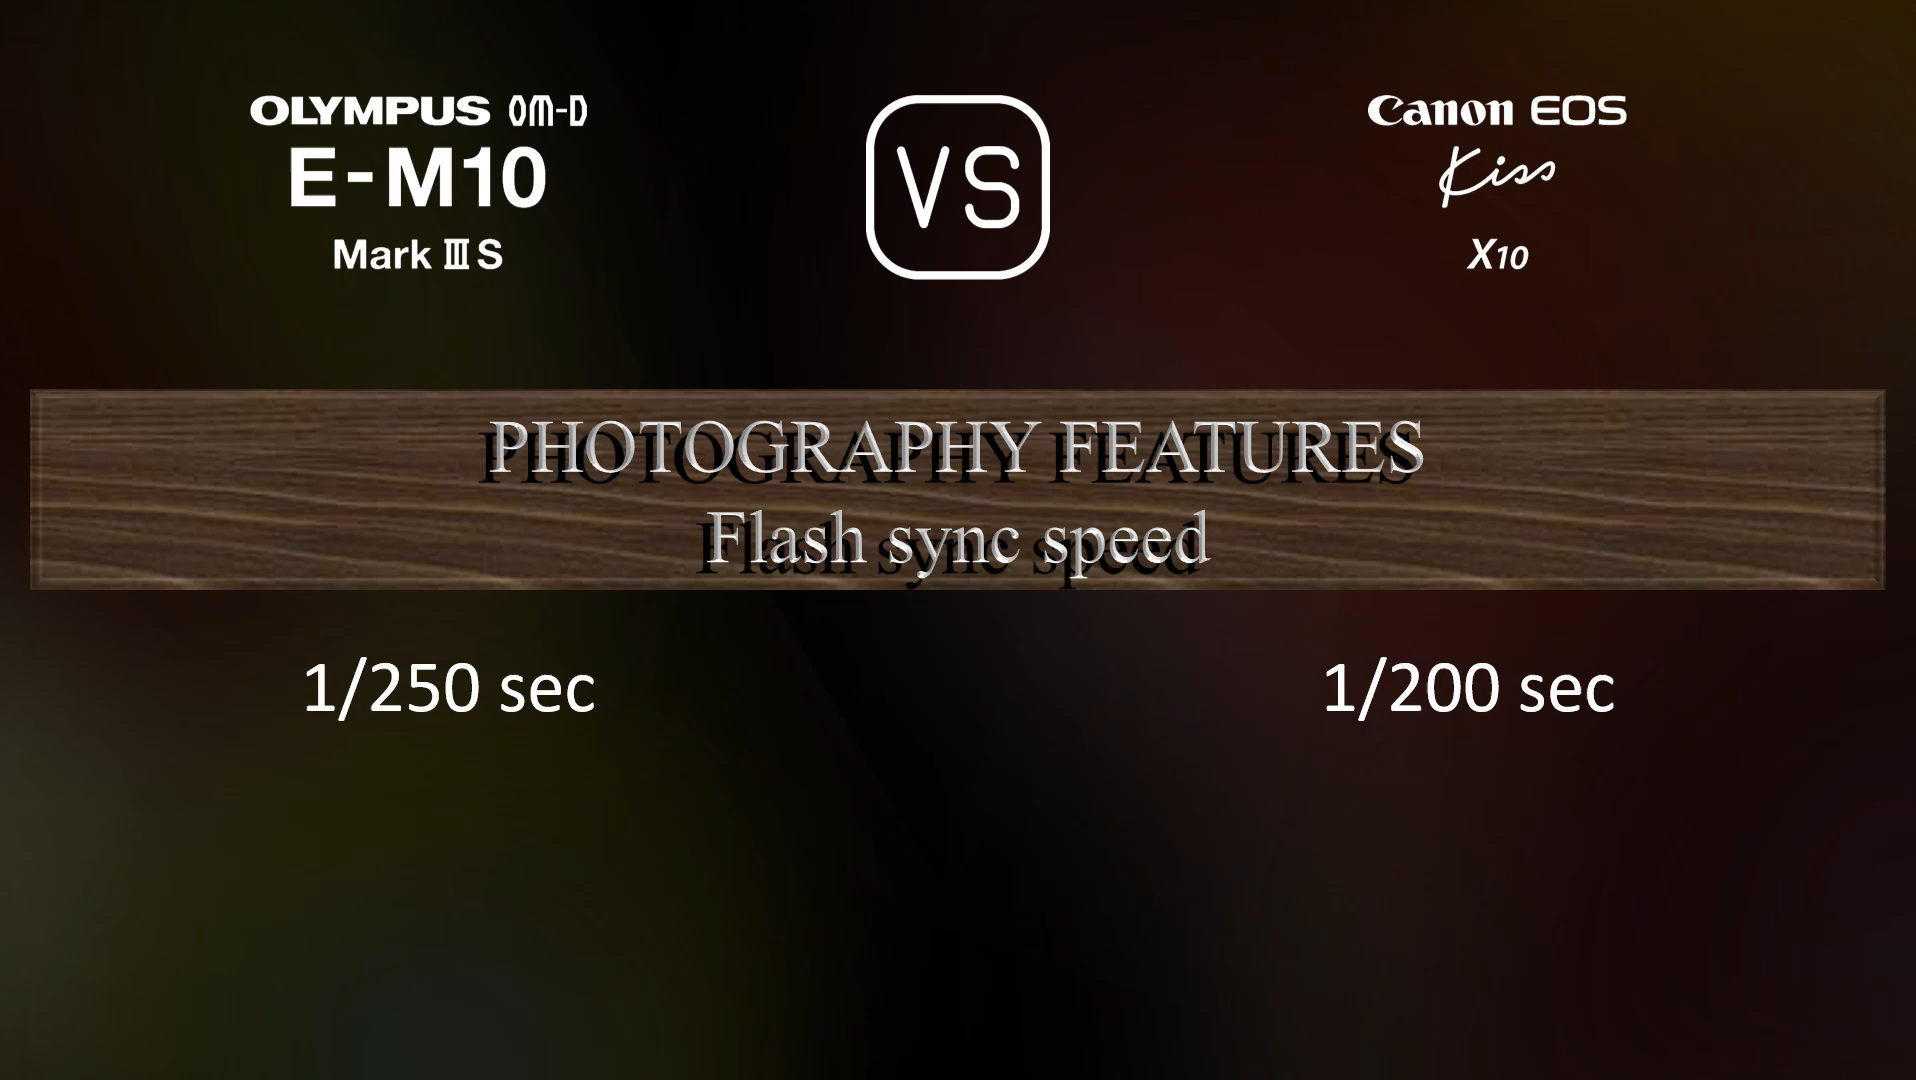 OLYMPUS OM-D
E-M10
Mark III S
VS
Canon EOS
Kiss
X10
PHOTOGRAPHY FEATURES
Flash sync speed
1/250 sec
1/200 sec